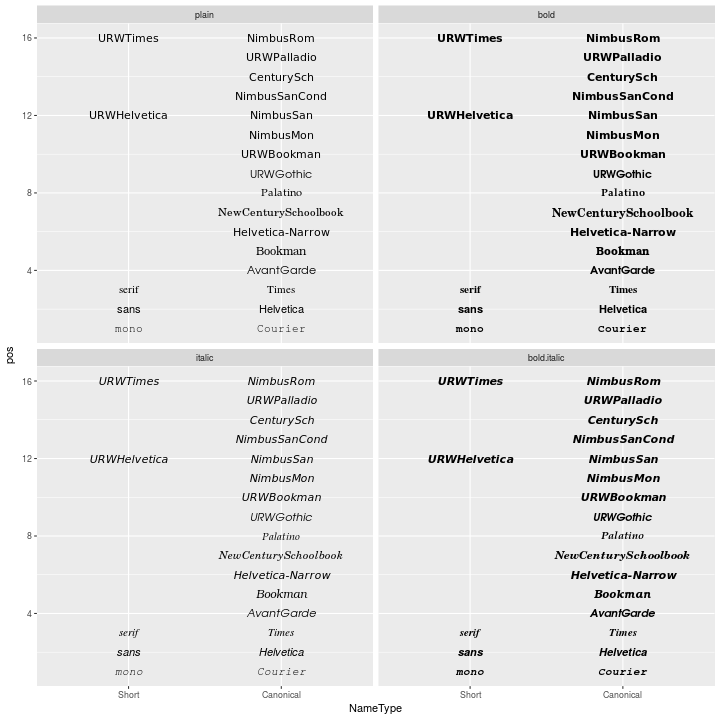 plain bold
16 URWTimes NimbusRom URWTimes NimbusRom
URWPalladio URWPalladio
CenturySch CenturySch
NimbusSanCond NimbusSanCond
12 URWHelvetica NimbusSan URWHelvetica NimbusSan
NimbusMon NimbusMon
URWBookman URWBookman
URWGothic URWGothic
8 Palatino Palatino
NewCenturySchoolbook NewCenturySchoolbook
Helvetica-Narrow Helvetica-Narrow
Bookman Bookman
4 AvantGarde AvantGarde
serif Times serif Times
sans Helvetica sans Helvetica
mono Courier mono Courier
pos
italic bold.italic
16 URWTimes NimbusRom URWTimes NimbusRom
URWPalladio URWPalladio
CenturySch CenturySch
NimbusSanCond NimbusSanCond
12 URWHelvetica NimbusSan URWHelvetica NimbusSan
NimbusMon NimbusMon
URWBookman URWBookman
URWGothic URWGothic
8 Palatino Palatino
NewCenturySchoolbook NewCenturySchoolbook
Helvetica-Narrow Helvetica-Narrow
Bookman Bookman
4 AvantGarde AvantGarde
serif Times serif Times
sans Helvetica sans Helvetica
mono Courier mono Courier
Short Canonical Short Canonical
NameType